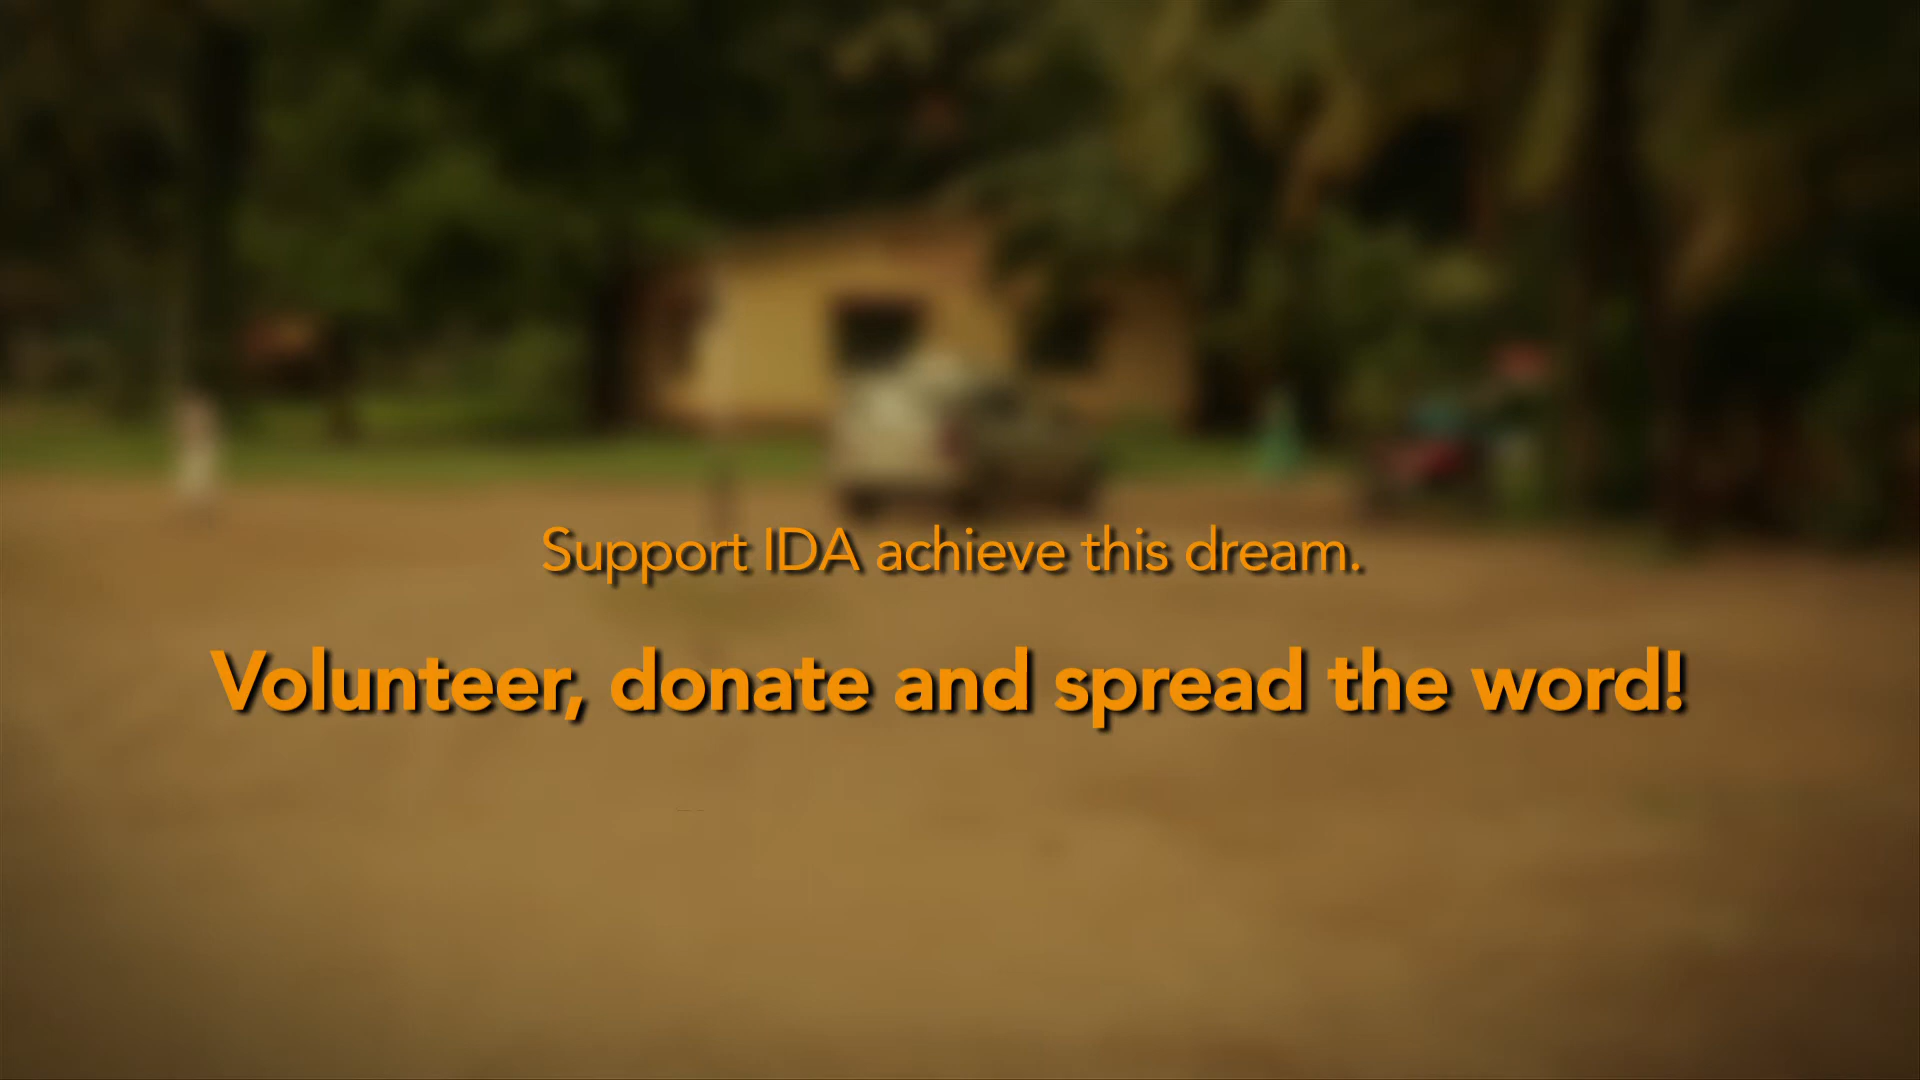 Support IDA achieve this dream.
Volunteer, donate and spread the word!